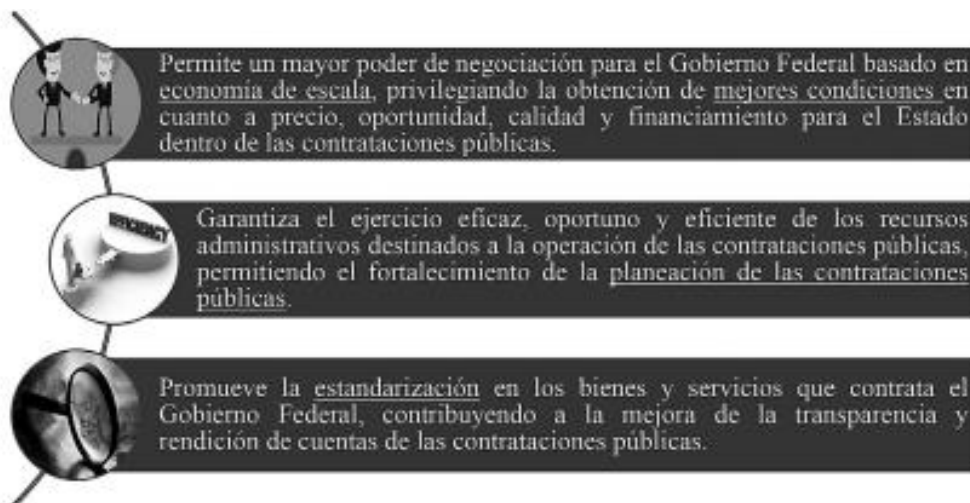 Permite un mayor poder de negociación para el Gobierno Federal basado en
economía de escala, privilegiando la obtención de mejores condiciones en
cuanto a precio, oportunidad, calidad y financiamiento para el Estado
dentro de las contrataciones públicas.
EFFICIENCY
Garantiza el ejercicio eficaz, oportuno y eficiente de los recursos
administrativos destinados a la operación de las contrataciones públicas,
permitiendo el fortalecimiento de la planeación de las contrataciones
públicas.
Promueve la estandarización en los bienes y servicios que contrata el
Gobierno Federal, contribuyendo a la mejora de la transparencia y
rendición de cuentas de las contrataciones públicas.